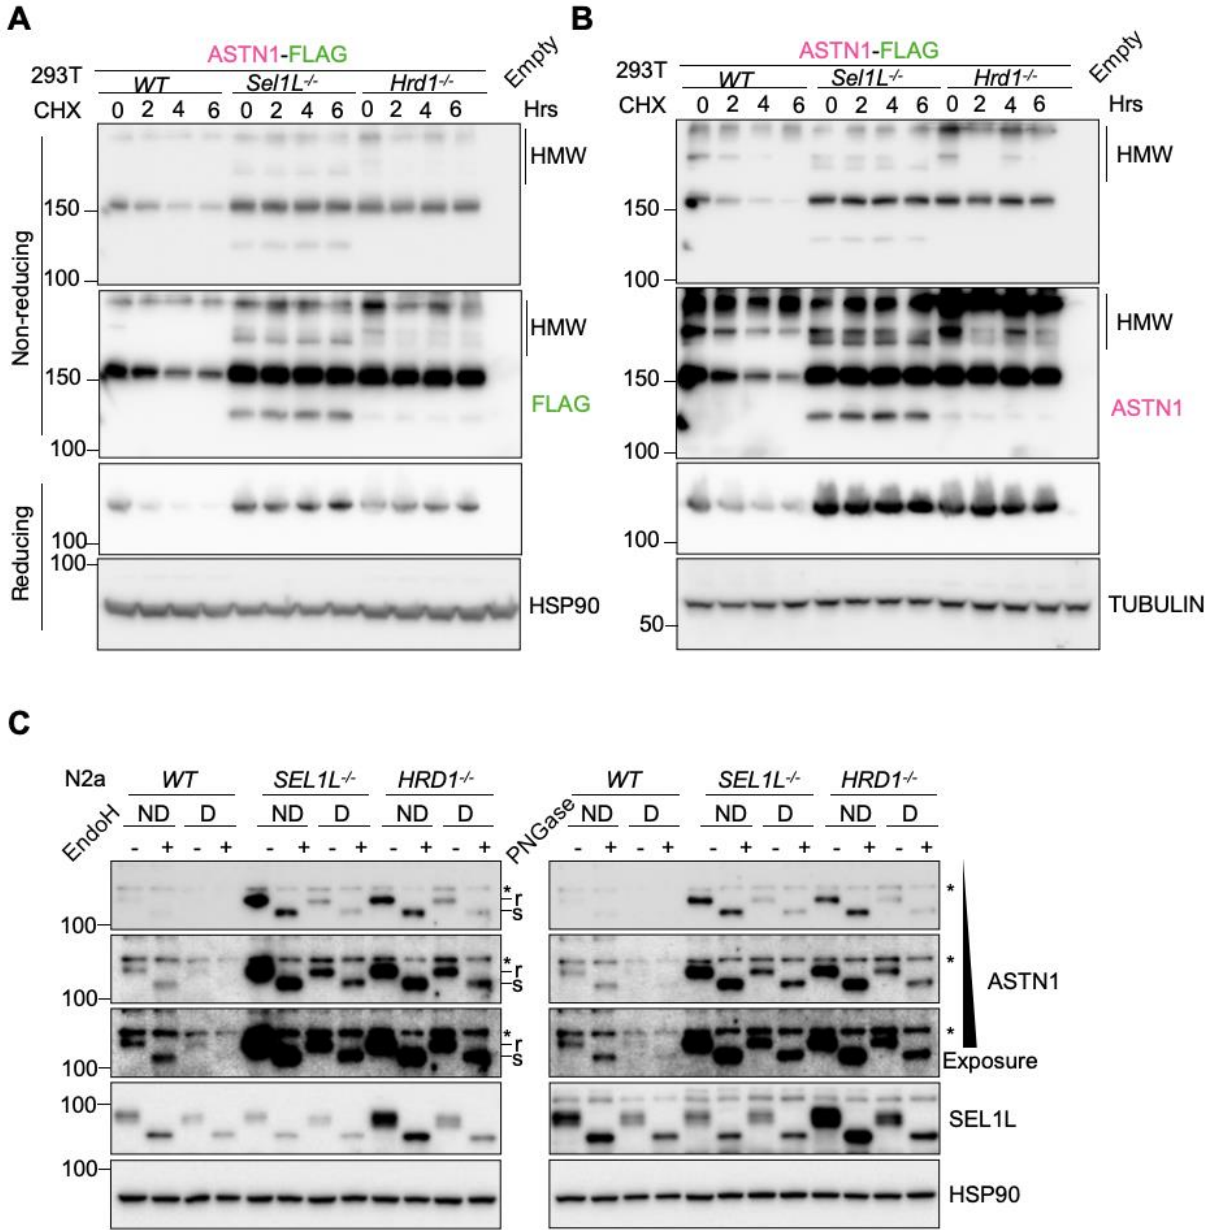 A
ASTN1-FLAG
293T WT Sel1L-/- Hrd1-/- Empty
CHX 0 2 4 6 0 2 4 6 0 2 4 6 Hrs
HMW
150
100
Non-reducing
HMW
150
FLAG
100
Reducing
100
100
HSP90
B
ASTN1-FLAG
293T WT Sel1L-/- Hrd1-/- Empty
CHX 0 2 4 6 0 2 4 6 0 2 4 6 Hrs
HMW
150
100
HMW
150
ASTN1
100
100
TUBULIN
50
C
N2a WT SEL1L-/- HRD1-/-
ND D ND D ND D
EndoH - + - + - + - + - + - +
*
r
s
100
*
r
s
100
*
r
s
100
100
100
WT SEL1L-/- HRD1-/-
ND D ND D ND D
PNGase - + - + - + - + - + - +
*
*
ASTN1
*
Exposure
SEL1L
HSP90